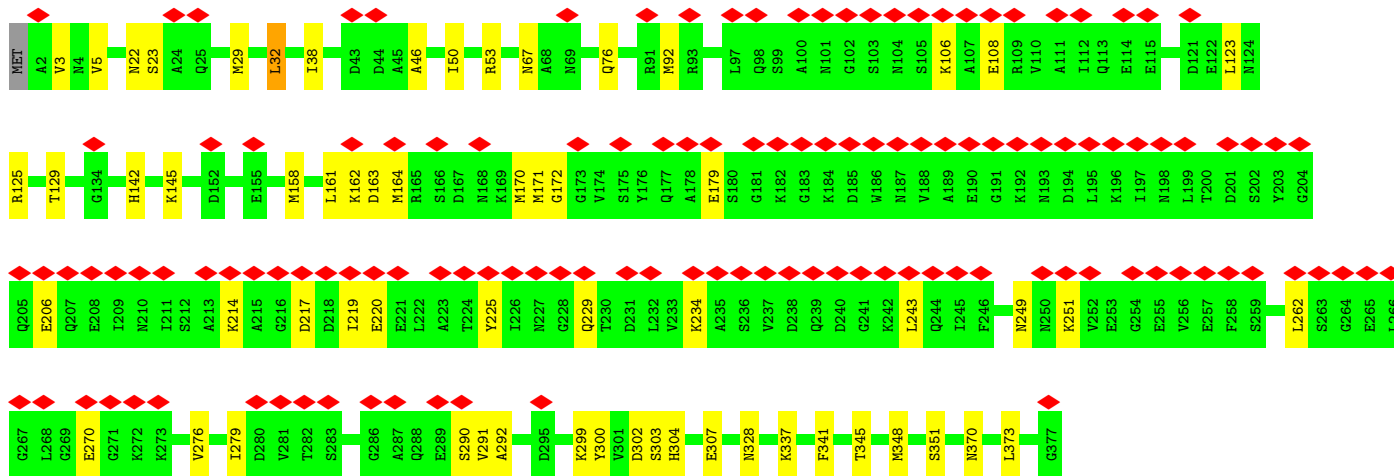 MET A2 V3 N4 V5 N22 S23 A24 Q25 M29 L32 I38 D43 D44 A45 A46 I50 R53 N67 A68 N69 Q76 R91 M92 R93 L97 Q98 S99 A100 N101 G102 S103 N104 S105 K106 A107 E108 R109 V110 A111 I112 Q113 E114 E115 D121 E122 L123 N124
R125 T129 G134 H142 K145 D152 E155 M158 L161 K162 D163 M164 R165 S166 D167 N168 K169 M170 M171 G172 G173 V174 S175 Y176 Q177 A178 E179 S180 G181 K182 G183 K184 D185 W186 N187 V188 A189 E190 G191 K192 N193 D194 L195 K196 I197 N198 L199 T200 D201 S202 Y203 G204
Q205 E206 Q207 E208 I209 N210 I211 S212 A213 K214 A215 G216 D217 D218 I219 E220 E221 L222 A223 T224 Y225 I226 N227 G228 Q229 T230 D231 L232 V233 K234 A235 S236 V237 D238 Q239 D240 G241 K242 L243 Q244 I245 F246 N249 N250 K251 V252 E253 G254 E255 V256 E257 F258 S259 L262 S263 G264 E265 L266
G267 L268 G269 E270 G271 K272 K273 V276 I279 D280 V281 T282 S283 G286 A287 Q288 E289 S290 V291 A292 D295 K299 Y300 V301 D302 S303 H304 E307 N328 K337 F341 T345 M348 S351 N370 L373 G377